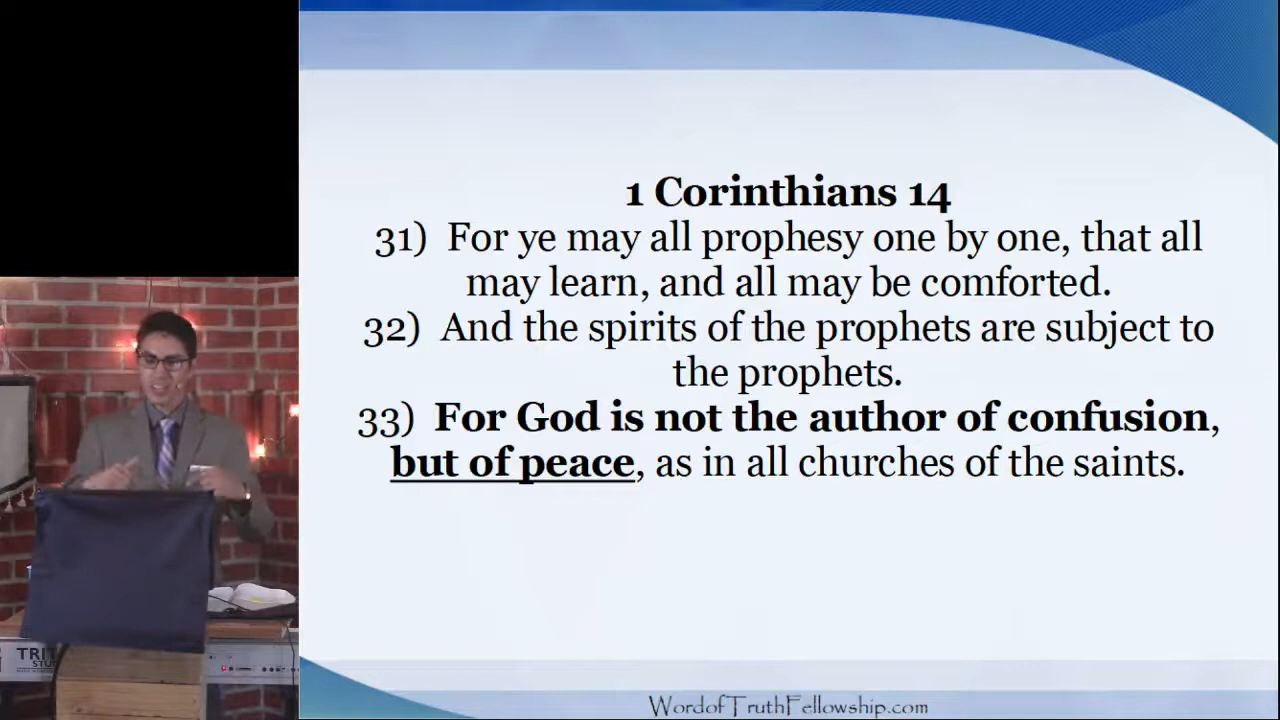 1 Corinthians 14
31) For ye may all prophesy one by one, that all
may learn, and all may be comforted.
32) And the spirits of the prophets are subject to
the prophets.
33) For God is not the author of confusion,
but of peace, as in all churches of the saints.
TRIT
WordofTruthFellowship.com